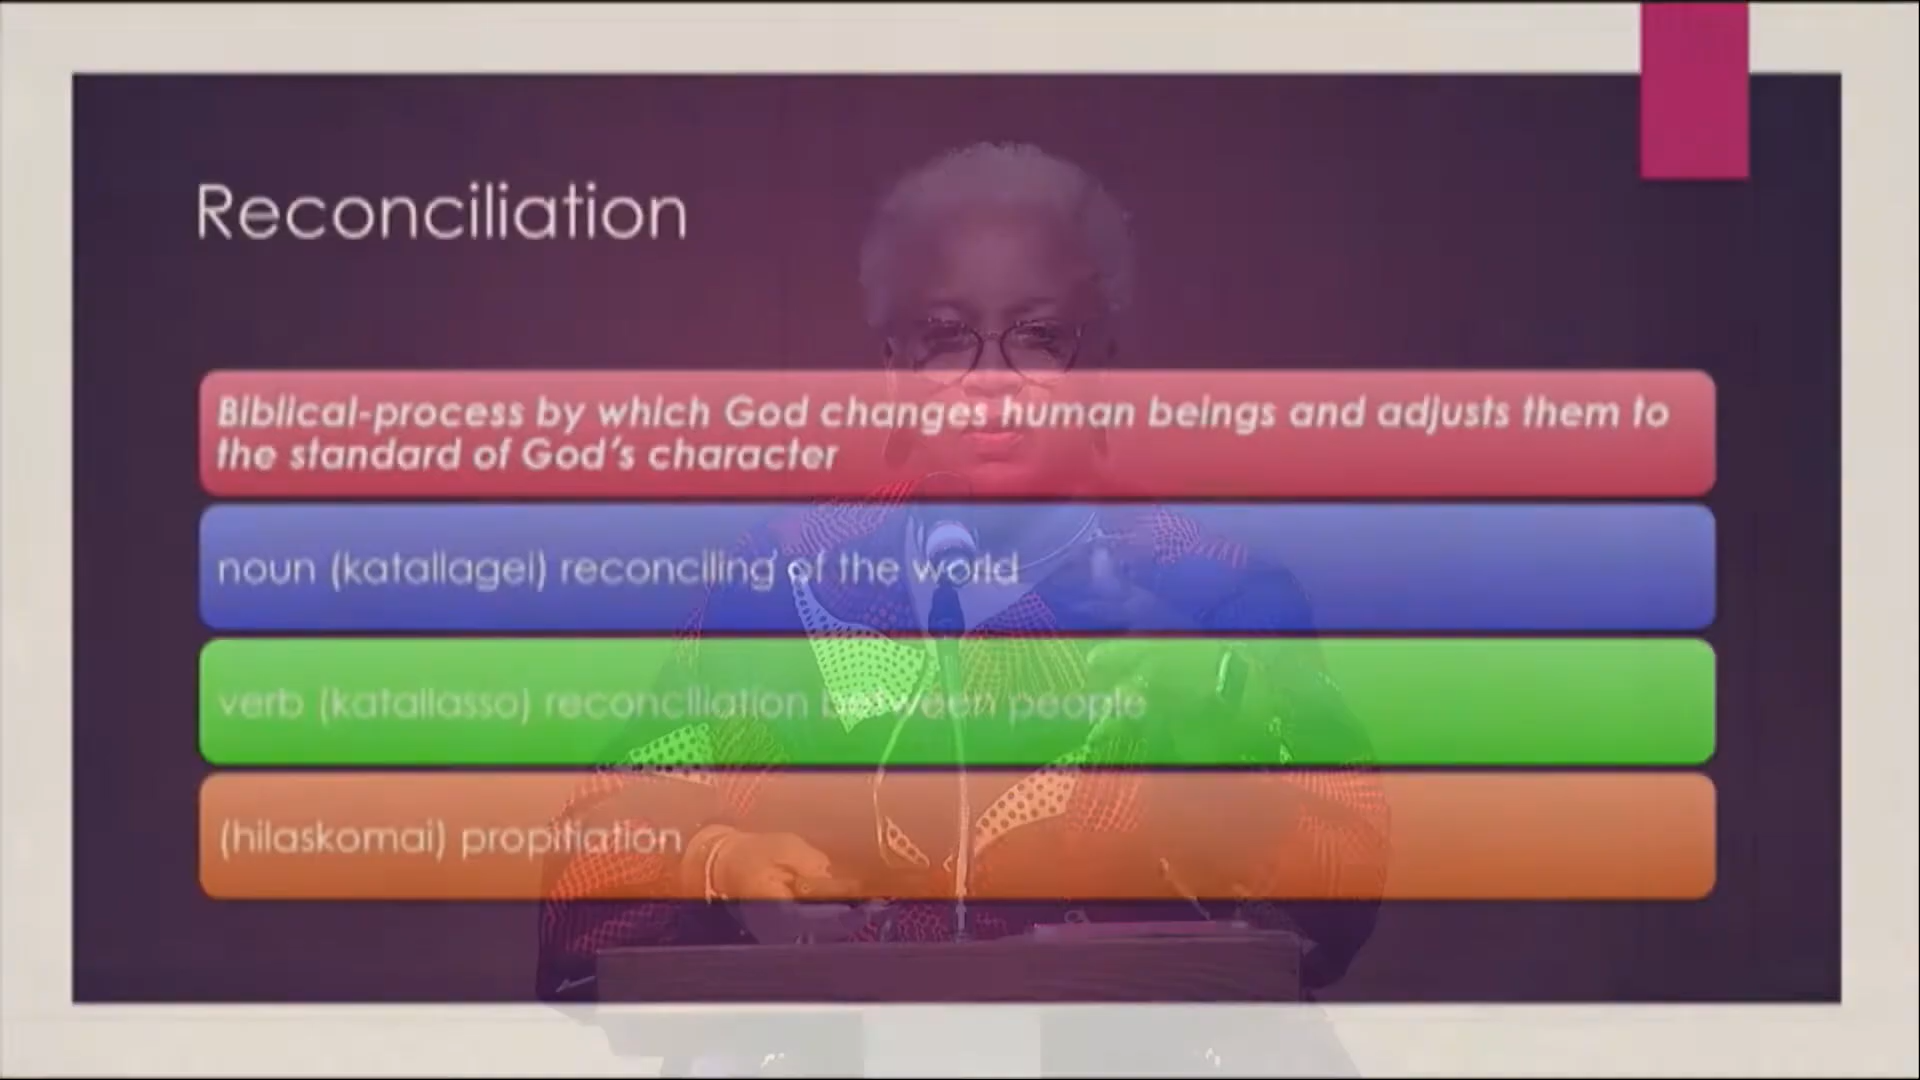 Reconciliation
Biblical-process by which God changes human beings and adjusts them to
the standard of God's character
noun (katallagei) reconciling of the world
verb (katallasso) reconciliation between people
(hilaskomai) propitiation